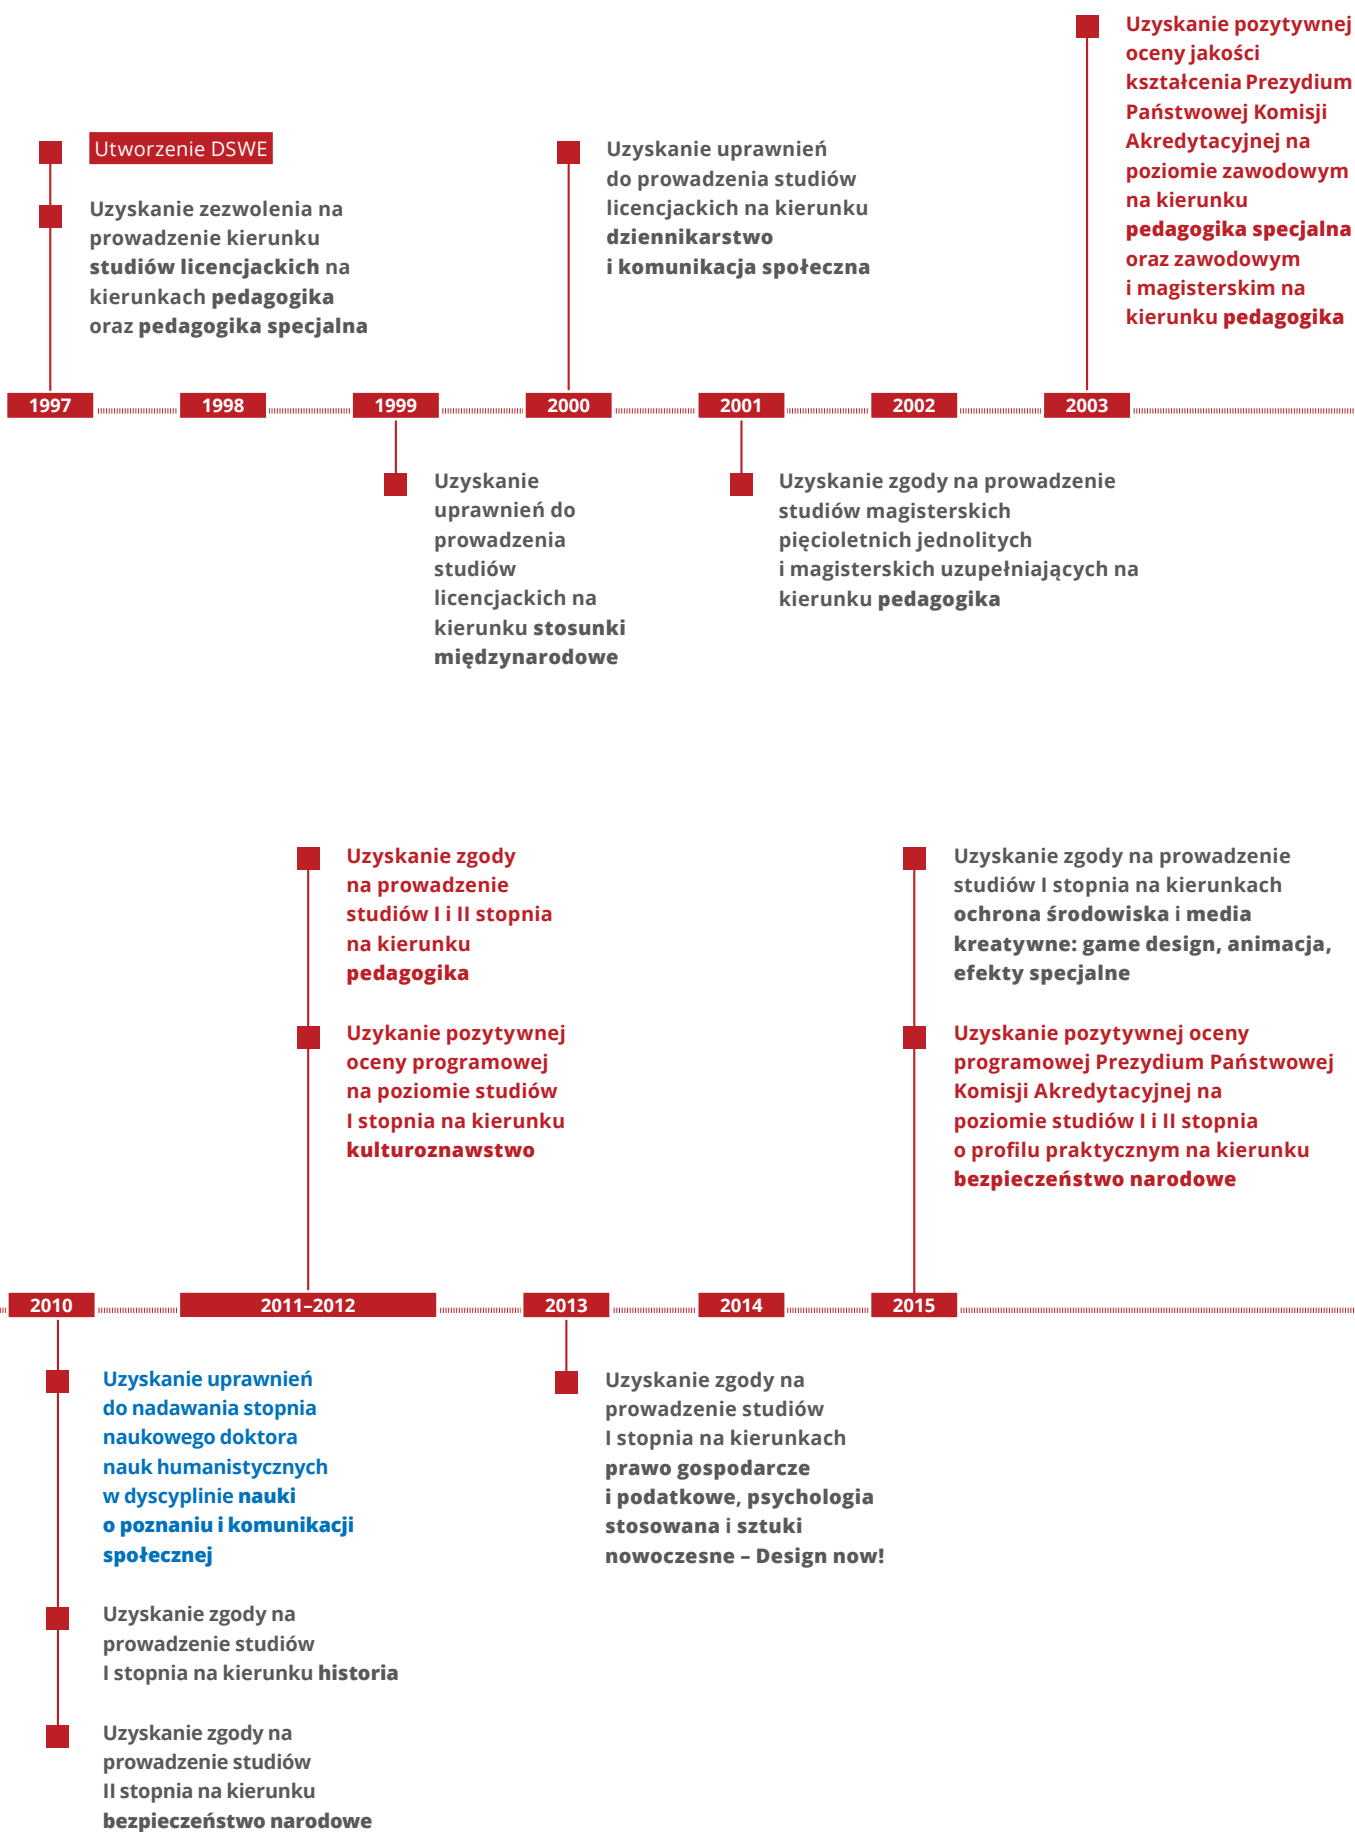 Utworzenie DSWE
Uzyskanie zezwolenia na
prowadzenie kierunku
studiów licencjackich na
kierunkach pedagogika
oraz pedagogika specjalna
Uzyskanie uprawnień
do prowadzenia studiów
licencjackich na kierunku
dziennikarstwo
i komunikacja społeczna
Uzyskanie pozytywnej
oceny jakości
kształcenia Prezydium
Państwowej Komisji
Akredytacyjnej na
poziomie zawodowym
na kierunku
pedagogika specjalna
oraz zawodowym
i magisterskim na
kierunku pedagogika
1997
1998
1999
2000
2001
2002
2003
Uzyskanie
uprawnień do
prowadzenia
studiów
licencjackich na
kierunku stosunki
międzynarodowe
Uzyskanie zgody na prowadzenie
studiów magisterskich
pięcioletnich jednolitych
i magisterskich uzupełniających na
kierunku pedagogika
Uzyskanie zgody
na prowadzenie
studiów I i II stopnia
na kierunku
pedagogika
Uzykanie pozytywnej
oceny programowej
na poziomie studiów
I stopnia na kierunku
kulturoznawstwo
Uzyskanie zgody na prowadzenie
studiów I stopnia na kierunkach
ochrona środowiska i media
kreatywne: game design, animacja,
efekty specjalne
Uzyskanie pozytywnej oceny
programowej Prezydium Państwowej
Komisji Akredytacyjnej na
poziomie studiów I i II stopnia
o profilu praktycznym na kierunku
bezpieczeństwo narodowe
2010
2011–2012
2013
2014
2015
Uzyskanie uprawnień
do nadawania stopnia
naukowego doktora
nauk humanistycznych
w dyscyplinie nauki
o poznaniu i komunikacji
społecznej
Uzyskanie zgody na
prowadzenie studiów
I stopnia na kierunku historia
Uzyskanie zgody na
prowadzenie studiów
II stopnia na kierunku
bezpieczeństwo narodowe
Uzyskanie zgody na
prowadzenie studiów
I stopnia na kierunkach
prawo gospodarcze
i podatkowe, psychologia
stosowana i sztuki
nowoczesne – Design now!